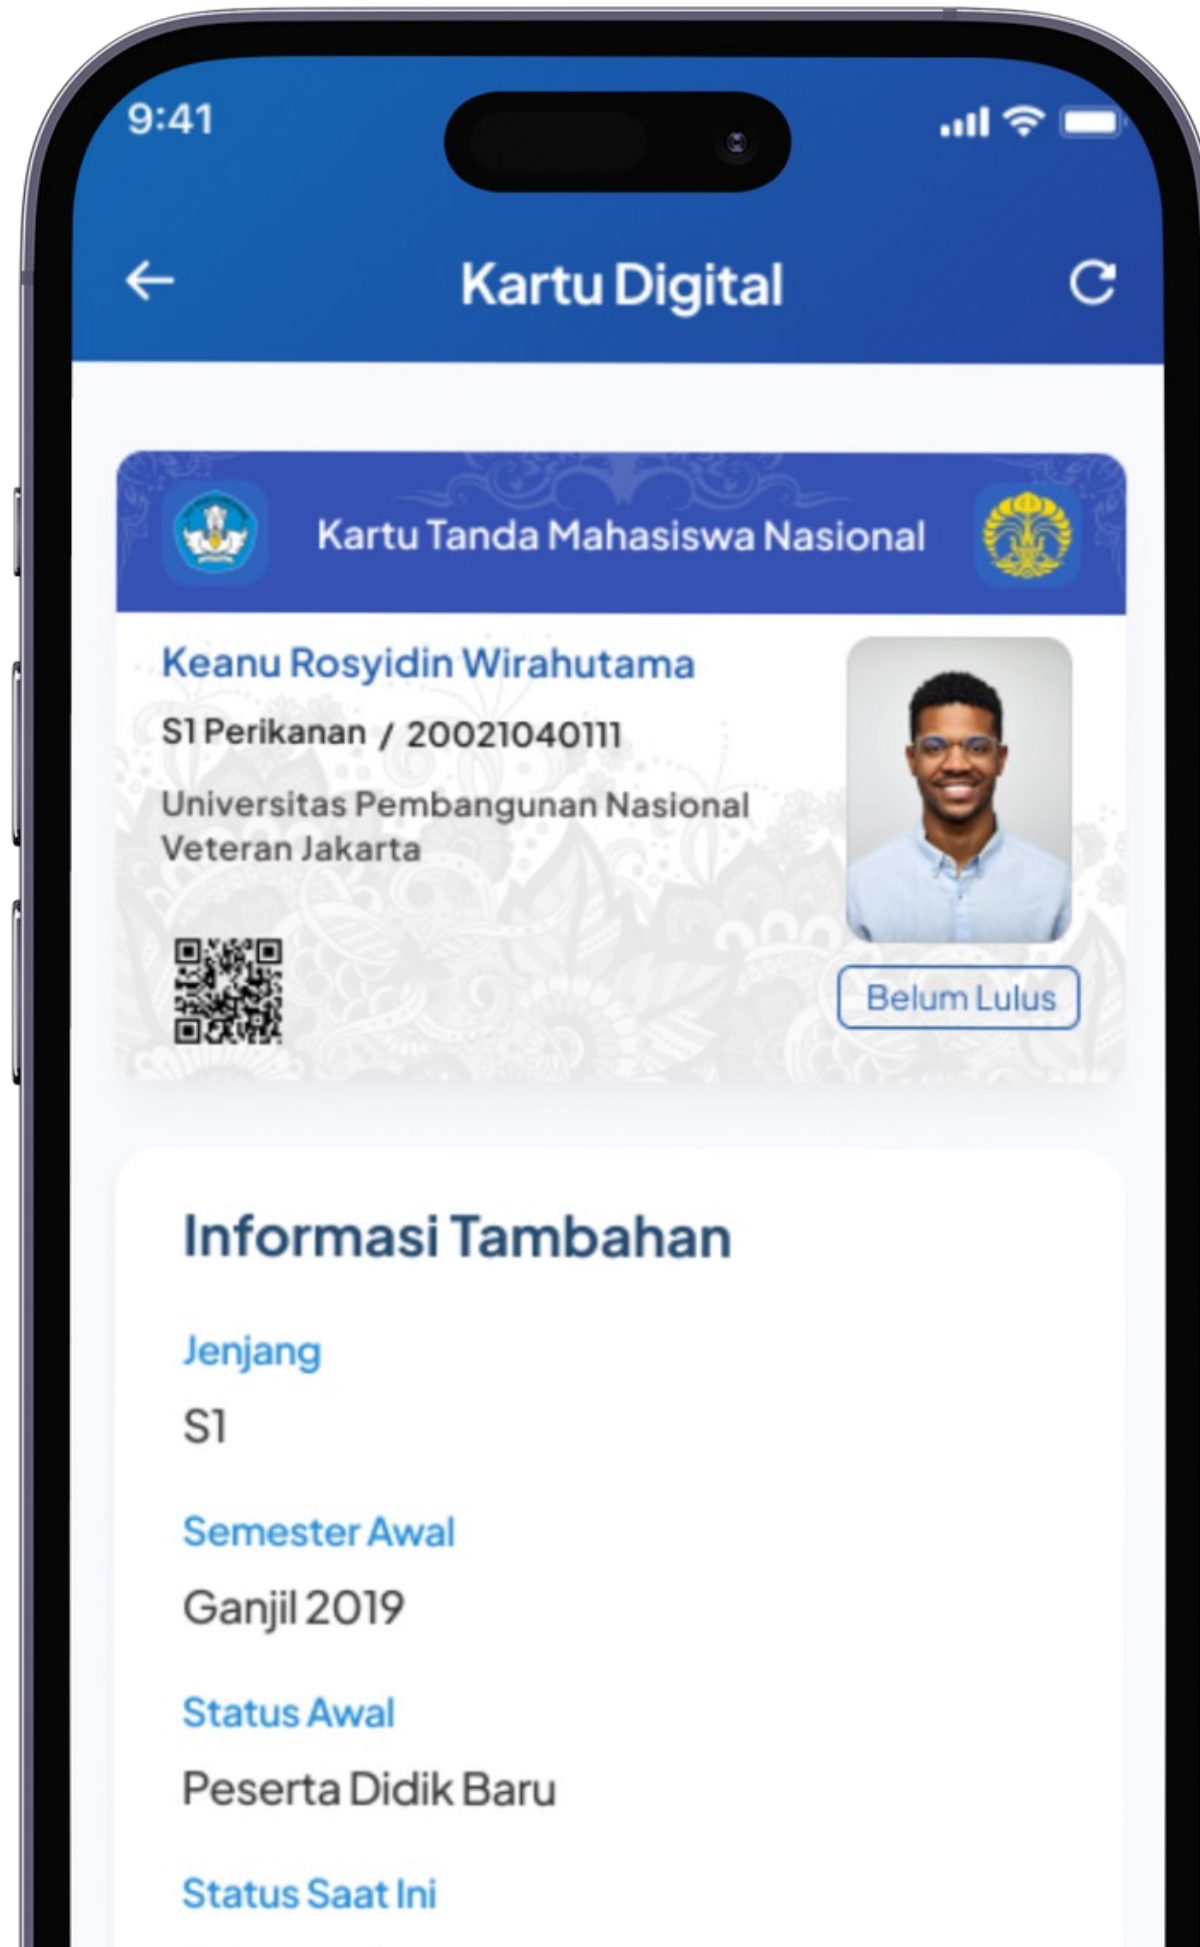 9:41
Kartu Digital
Kartu Tanda Mahasiswa Nasional
Keanu Rosyidin Wirahutama
S1 Perikanan / 20021040111
Universitas Pembangunan Nasional
Veteran Jakarta
Belum Lulus
Informasi Tambahan
Jenjang
S1
Semester Awal
Ganjil 2019
Status Awal
Peserta Didik Baru
Status Saat Ini